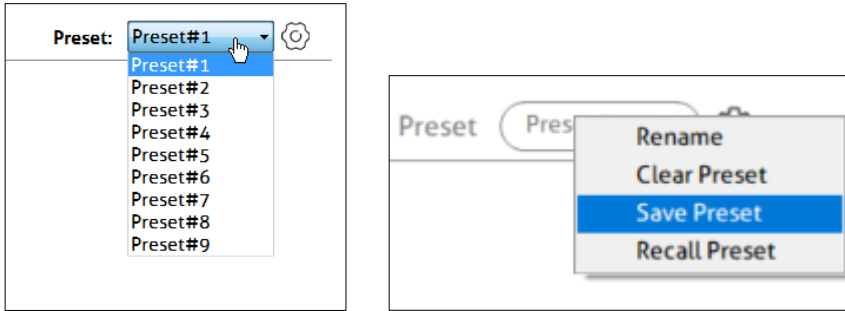 Preset: Preset#1
Preset#1
Preset#2
Preset#3
Preset#4
Preset#5
Preset#6
Preset#7
Preset#8
Preset#9
Preset Pres
Rename
Clear Preset
Save Preset
Recall Preset